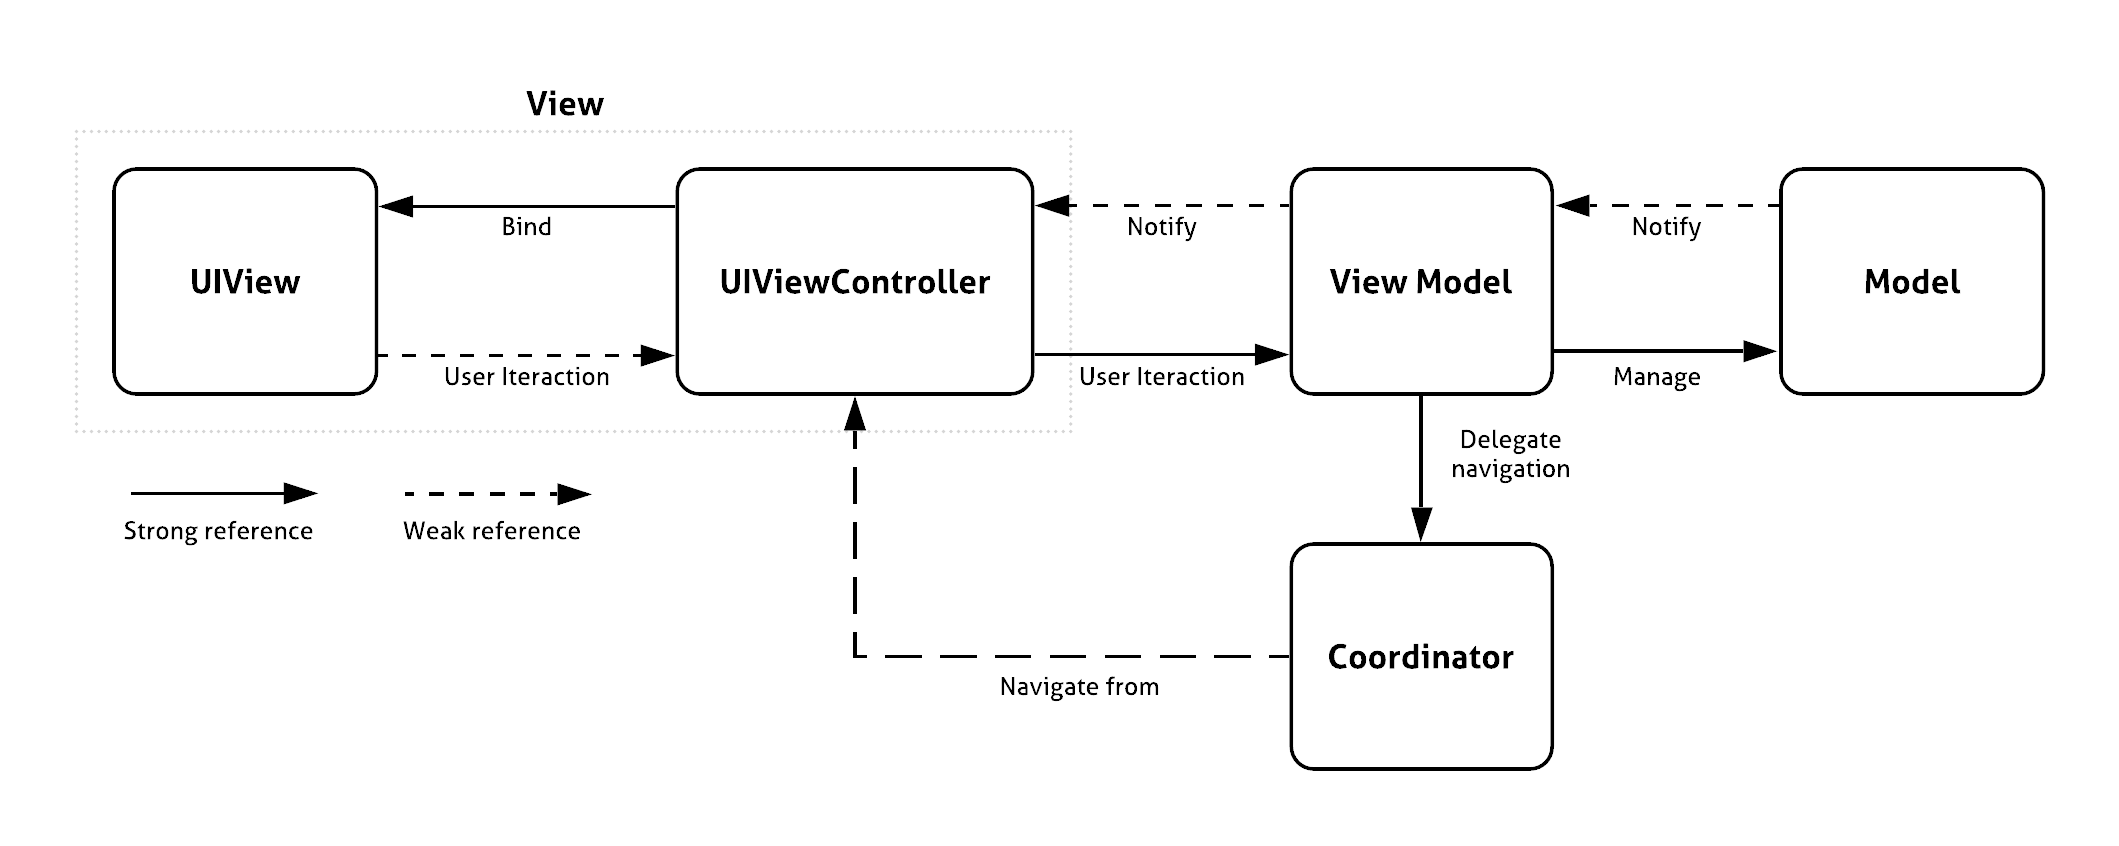 View
Bind
Notify
Notify
UIView
UIViewController
View Model
Model
User Iteraction
User Iteraction
Manage
Delegate
navigation
Strong reference
Weak reference
Coordinator
Navigate from